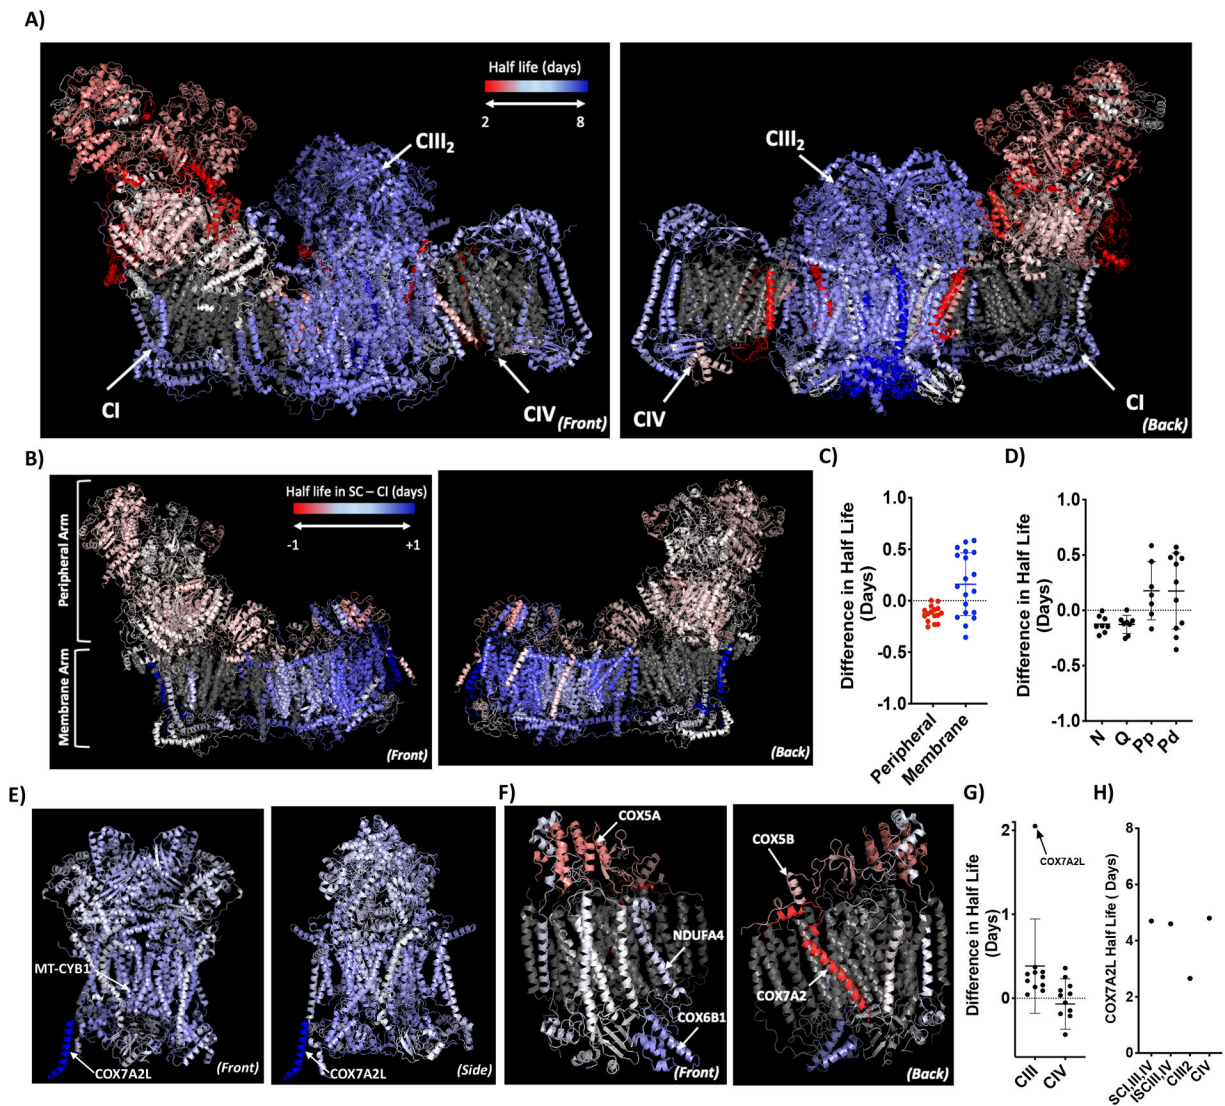 A)
Half life (days)
2
8
CIII2
CI
CIV (Front)
CIII2
CIV
CI
(Back)
B)
Peripheral Arm
Membrane Arm
Half life in SC – CI (days)
-1
+1
(Front)
(Back)
C)
Difference in Half Life
(Days)
1.0
0.5
0.0
-0.5
-1.0
Peripheral
Membrane
D)
Difference in Half Life
(Days)
1.0
0.5
0.0
-0.5
-1.0
N
Q
Pp
Pd
E)
MT-CYB1
COX7A2L
(Front)
COX7A2L
(Side)
F)
COX5A
NDUFA4
COX6B1
(Front)
COX5B
COX7A2
(Back)
G)
Difference in Half Life
(Days)
2
1
0
COX7A2L
CIII
CIV
H)
COX7A2L Half Life ( Days)
8
6
4
2
0
SCI.III.IV
ISCIII.IV
CIII2
CIV